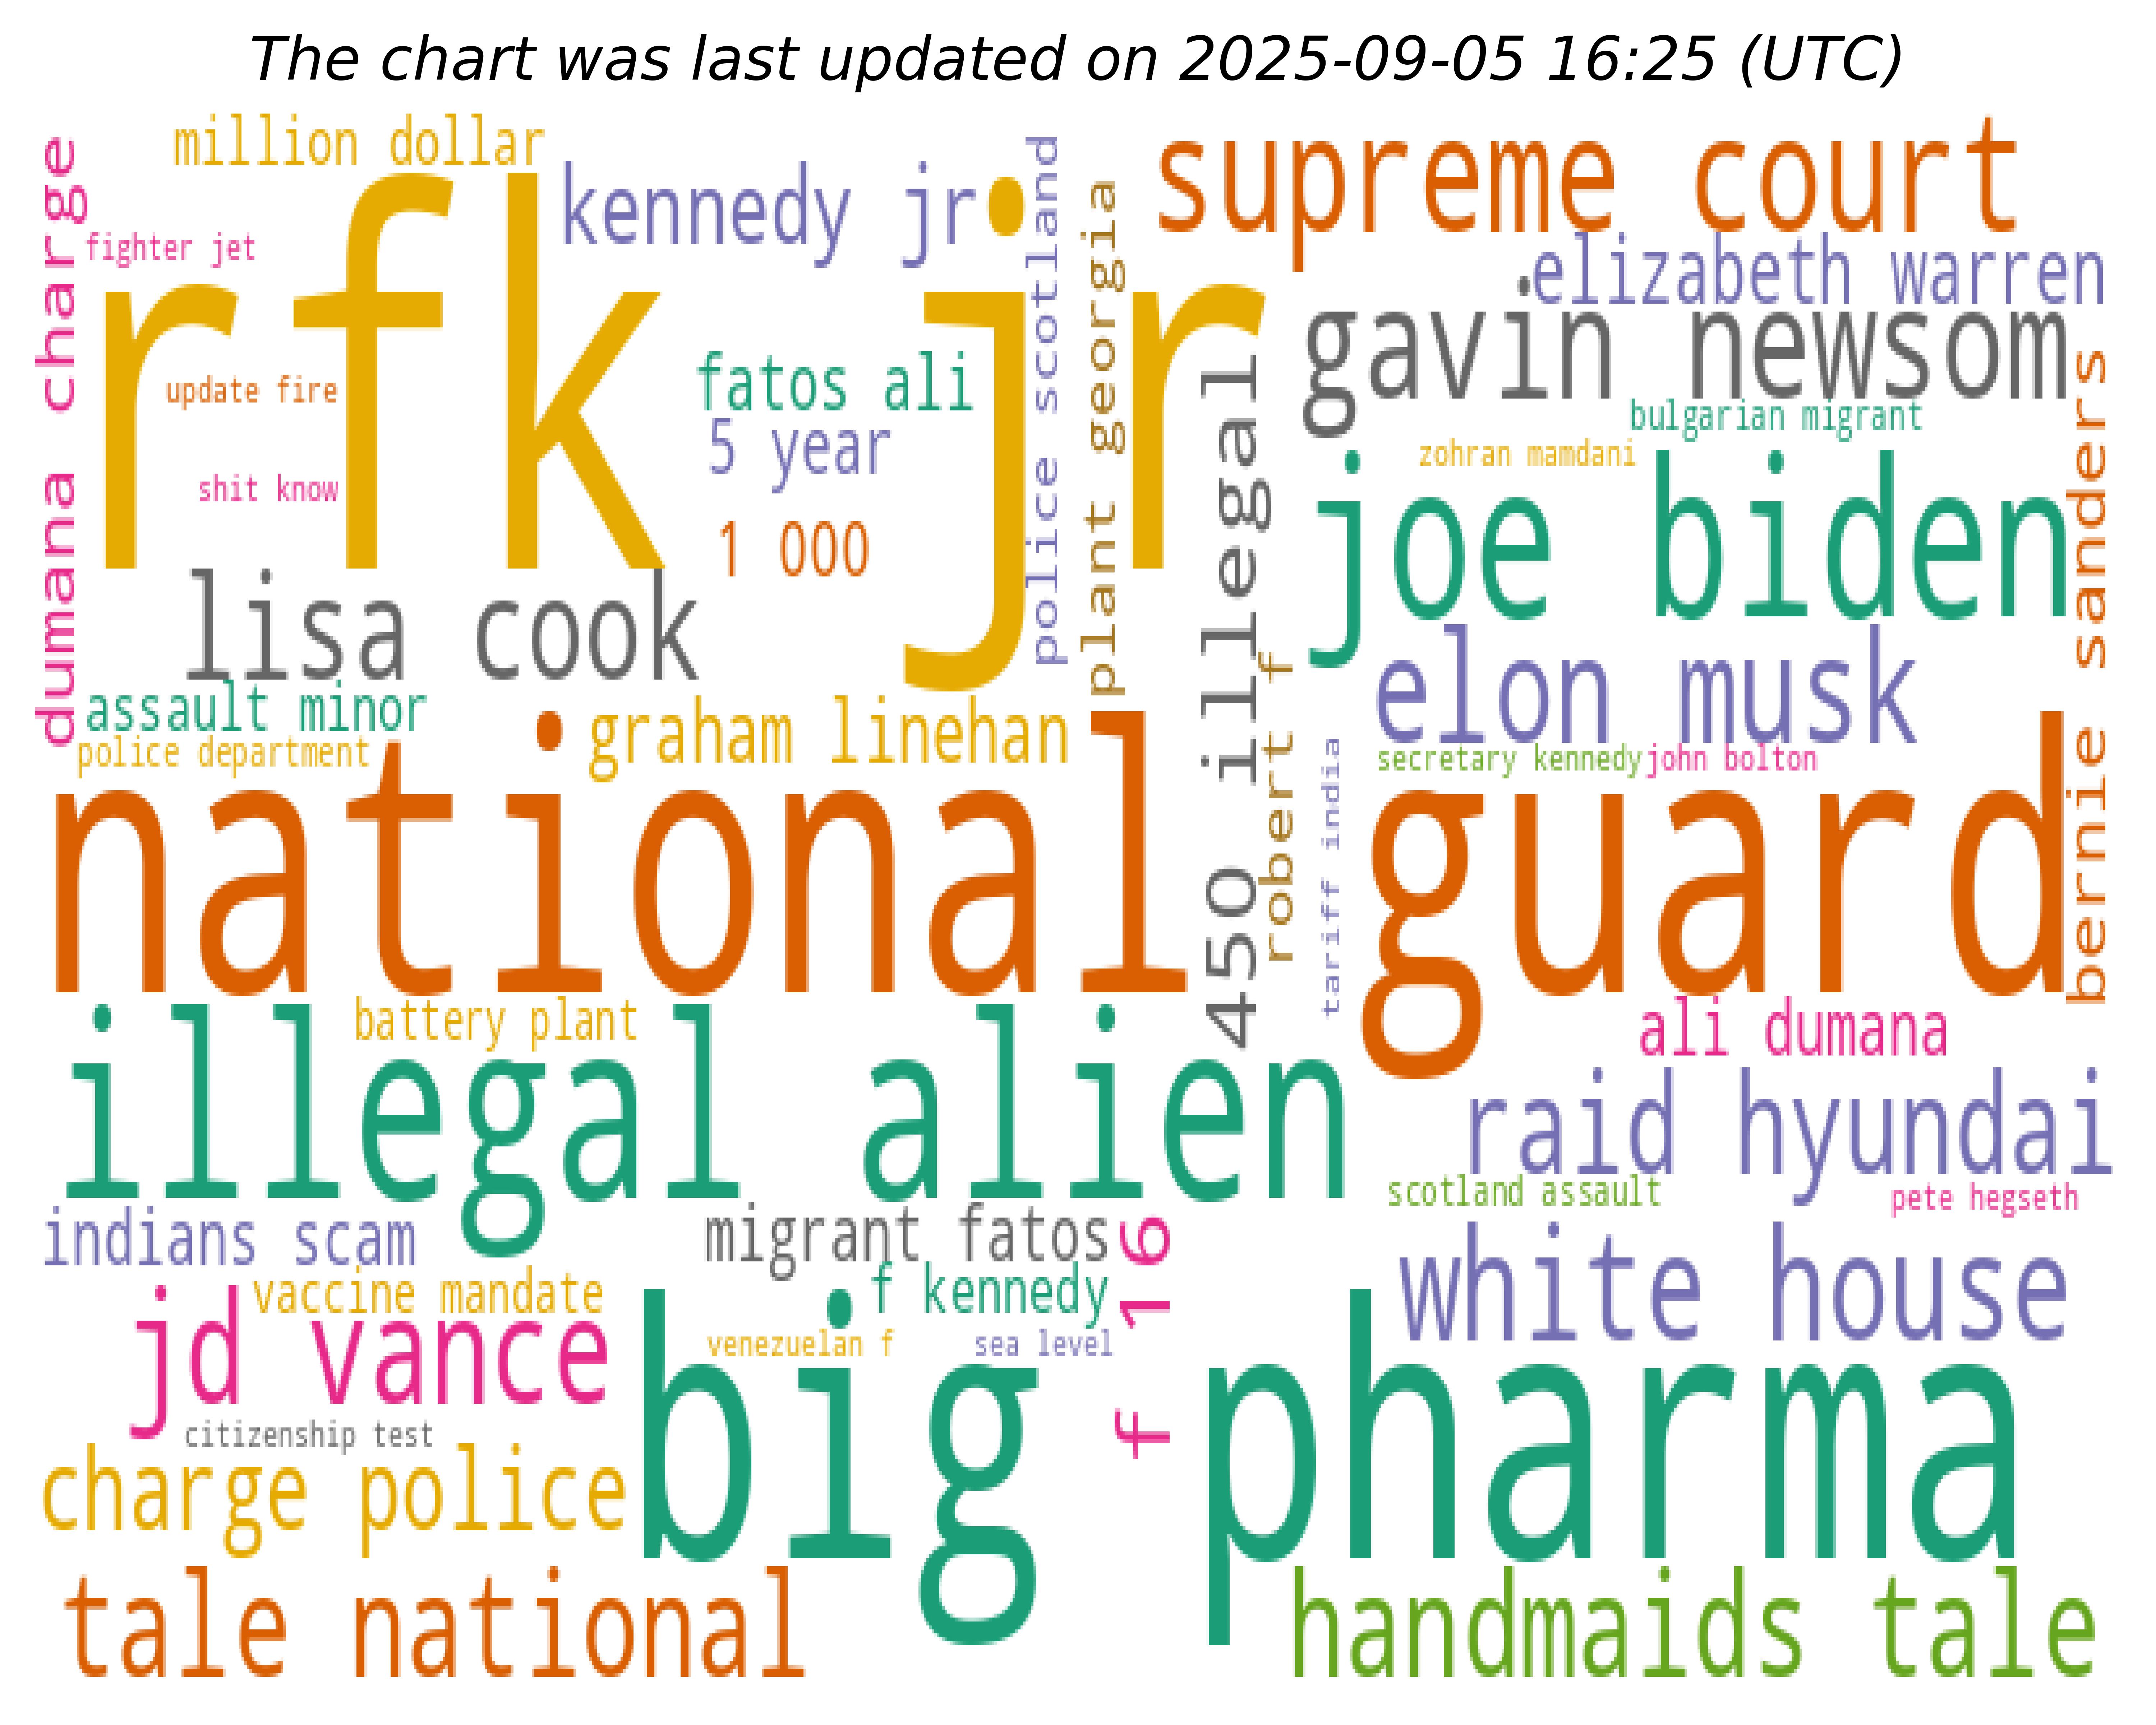 The chart was last updated on 2025-09-05 16:25 (UTC)
million dollar
supreme court
dumana charge
kennedy jr
police scotland
plant georgia
fighter jet
elizabeth warren
rfk jr
gavin newsom
update fire
fatos ali
450 illegal
bulgarian migrant
bernie sanders
5 year
zohran mamdani
shit know
joe biden
1 000
lisa cook
elon musk
assault minor
graham linehan
robert f
police department
tariff india
secretary kennedy
john bolton
national guard
battery plant
ali dumana
illegal alien
raid hyundai
scotland assault
pete hegseth
indians scam
migrant fatos
f 16
white house
vaccine mandate
f kennedy
jd vance
venezuelan f
sea level
citizenship test
big pharma
charge police
tale national
handmaids tale